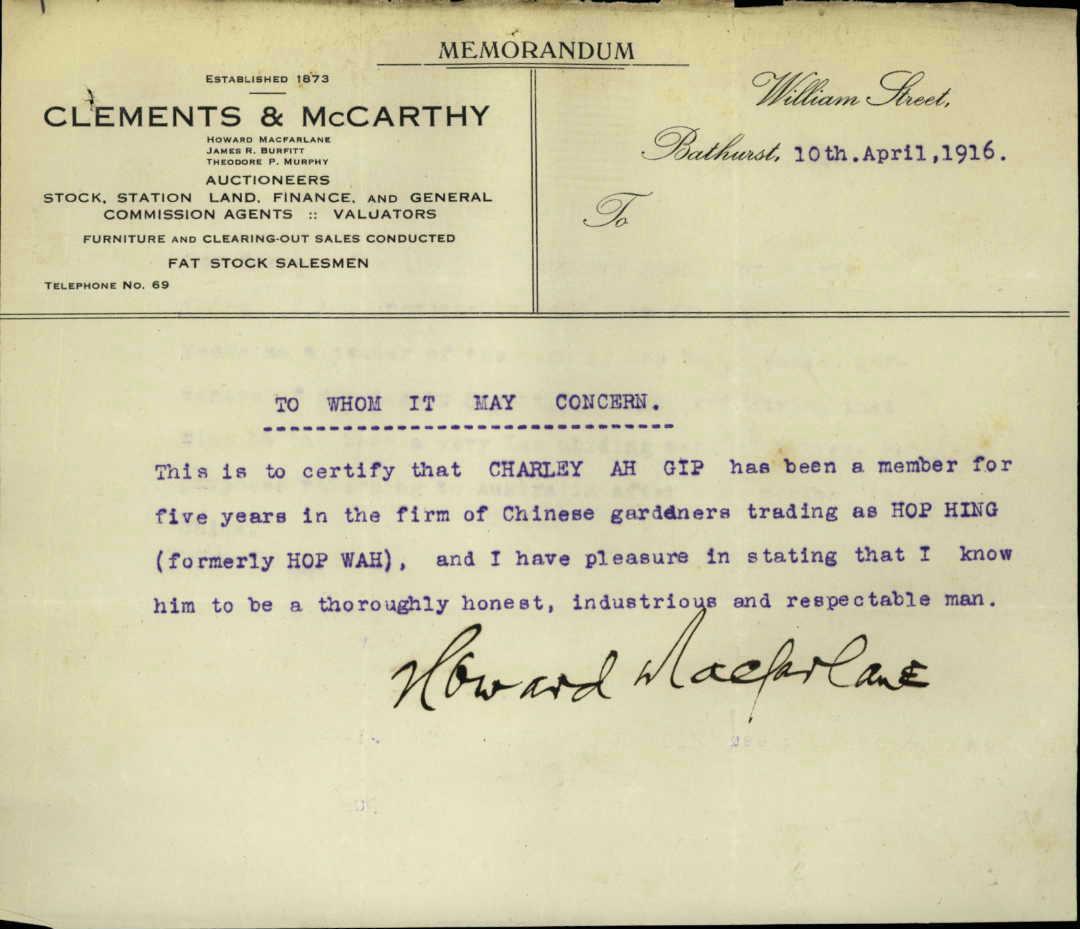 MEMORANDUM
ESTABLISHED 1873
CLEMENTS & McCARTHY
HOWARD MACFARLANE
JAMES R. BURFITT
THEODORE P. MURPHY
AUCTIONEERS
STOCK, STATION LAND, FINANCE, AND GENERAL
COMMISSION AGENTS :: VALUATORS
FURNITURE AND CLEARING-OUT SALES CONDUCTED
FAT STOCK SALESMEN
TELEPHONE No. 69
William Street,
Bathurst, 10th.April,1916.
To
TO WHOM IT MAY CONCERN.
This is to certify that CHARLEY AH GIP has been a member for
five years in the firm of Chinese gardeners trading as HOP HING
(formerly HOP WAH), and I have pleasure in stating that I know
him to be a thoroughly honest, industrious and respectable man.
Howard Macfarlane